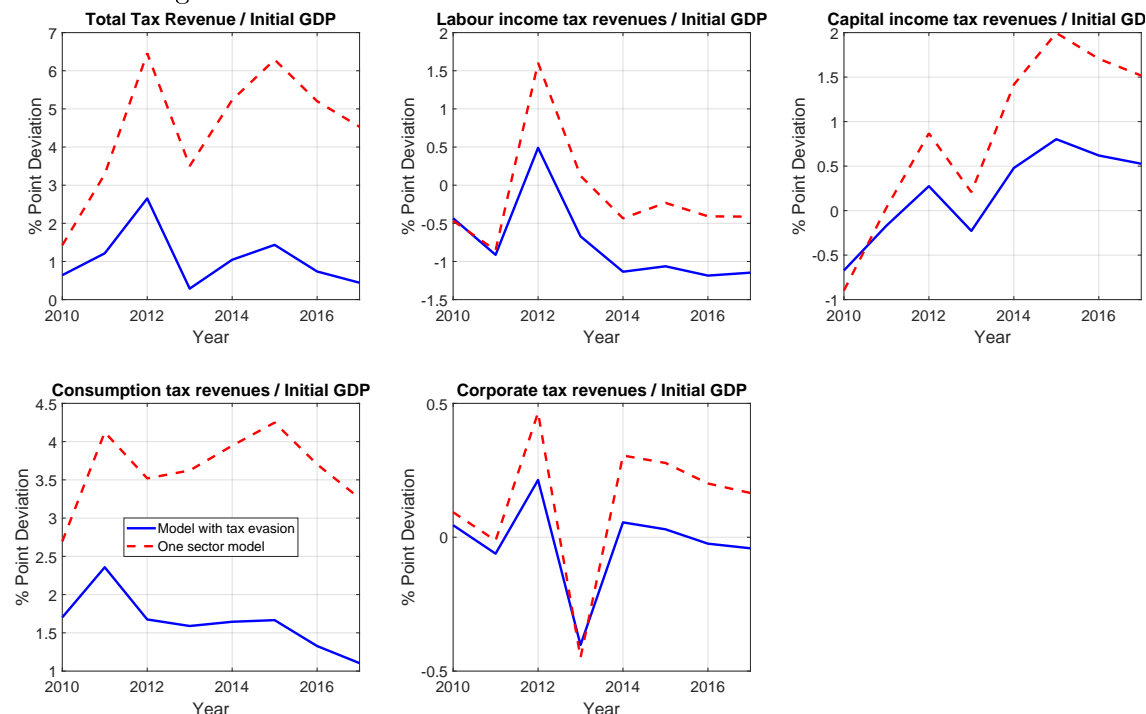 Total Tax Revenue / Initial GDP
7
6
5
4
3
2
1
0
% Point Deviation
2010 2012 2014 2016
Year
Labour income tax revenues / Initial GDP
2
1.5
1
0.5
0
-0.5
-1
-1.5
% Point Deviation
2010 2012 2014 2016
Year
Capital income tax revenues / Initial GD
2
1.5
1
0.5
0
-0.5
-1
% Point Deviation
2010 2012 2014 2016
Year
Consumption tax revenues / Initial GDP
4.5
4
3.5
3
2.5
2
1.5
1
% Point Deviation
Model with tax evasion
One sector model
2010 2012 2014 2016
Year
Corporate tax revenues / Initial GDP
0.5
0
-0.5
% Point Deviation
2010 2012 2014 2016
Year